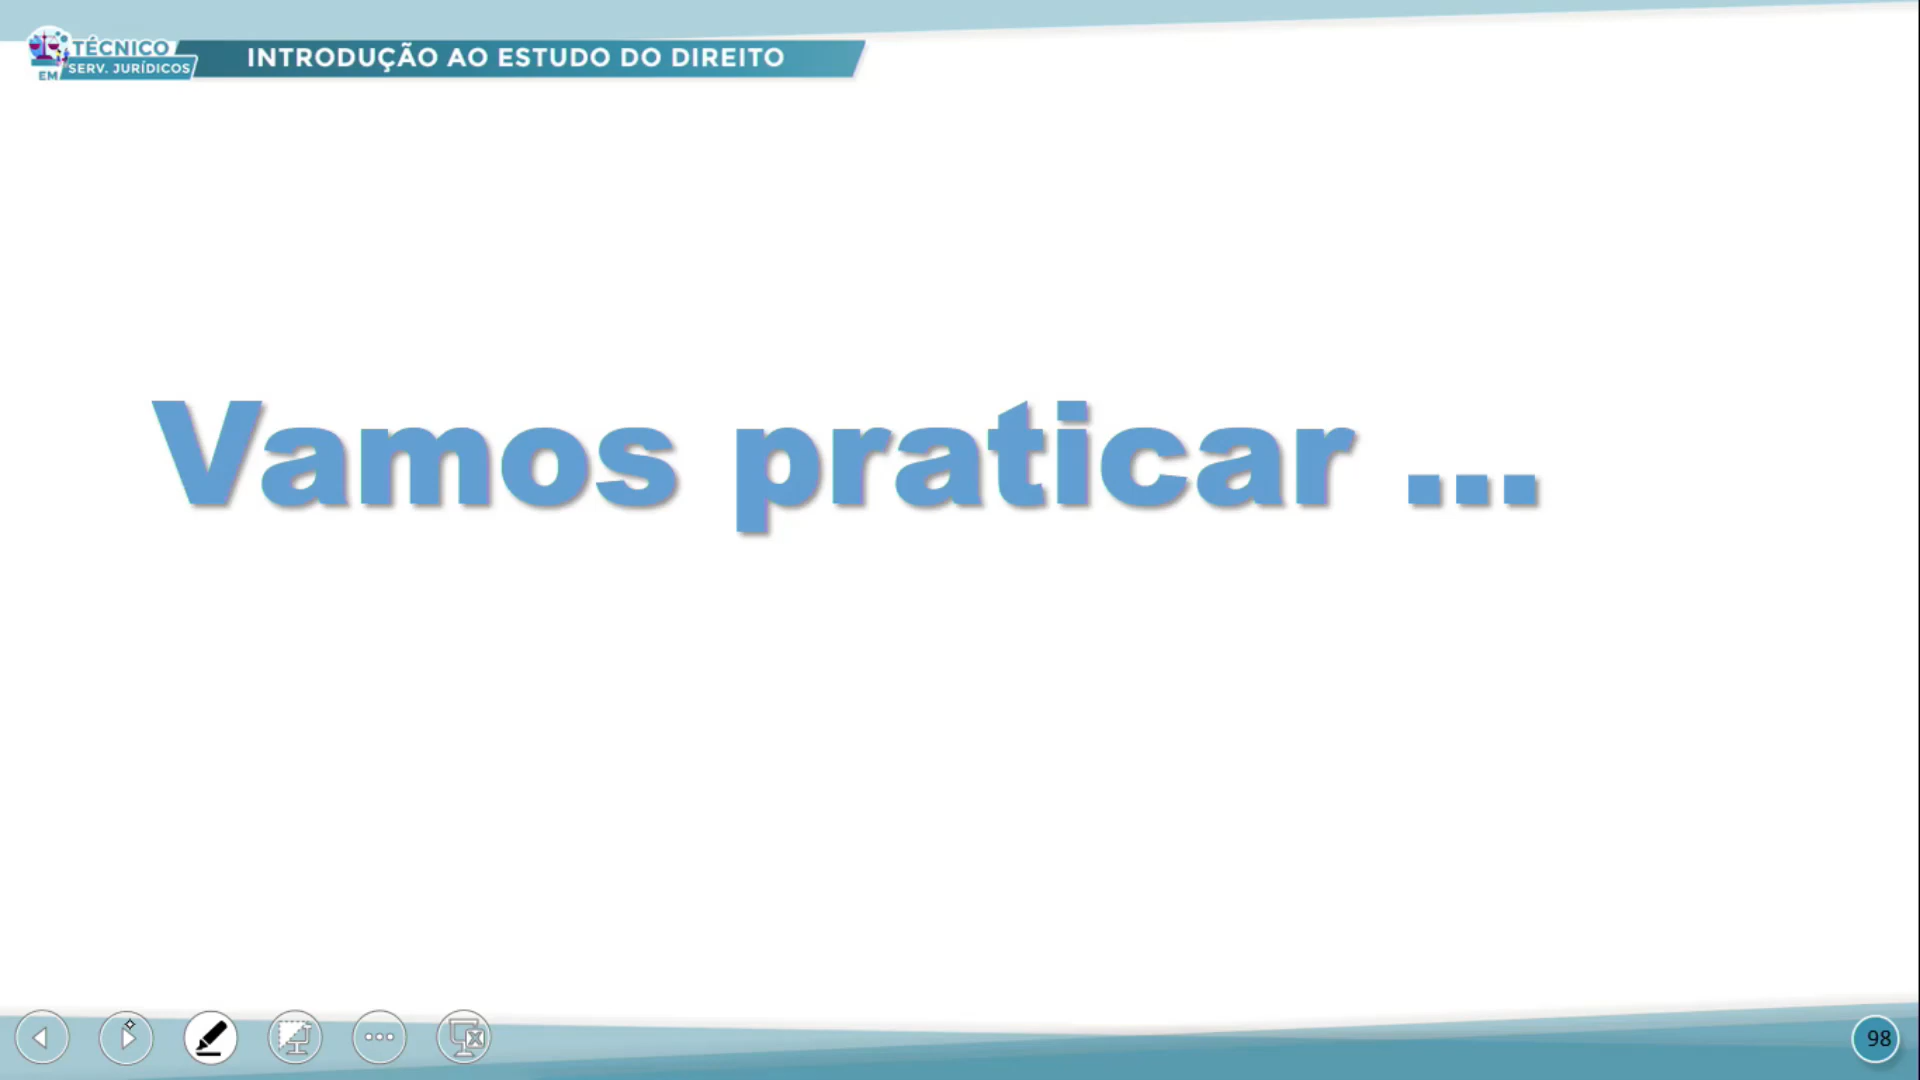 TÉCNICO
EM SERV. JURÍDICOS
INTRODUÇÃO AO ESTUDO DO DIREITO
Vamos praticar ...
98